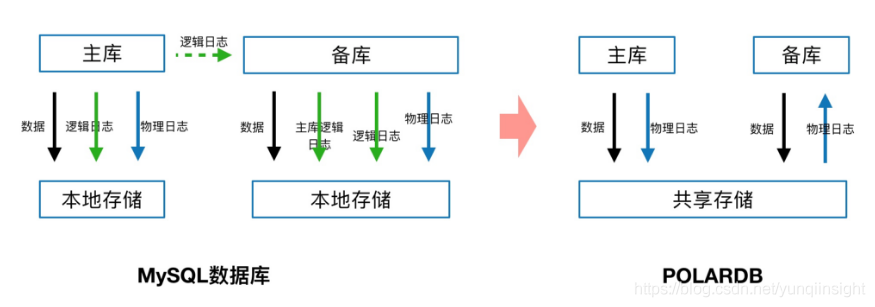 逻辑日志
主库
备库
主库
备库
数据
逻辑日志
物理日志
数据
主库逻辑
日志
逻辑日志
物理日志
数据
物理日志
数据
物理日志
本地存储
本地存储
共享存储
MySQL数据库
POLARDB
https://blog.csdn.net/yunqiinsight